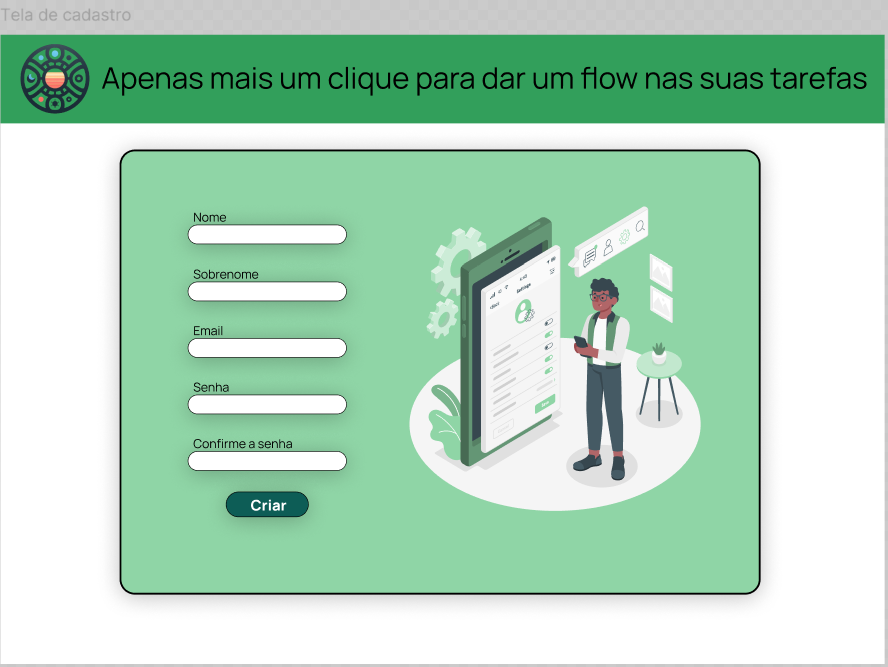 Tela de cadastro
Apenas mais um clique para dar um flow nas suas tarefas
Nome
Sobrenome
Email
Senha
Confirme a senha
Criar
Settings